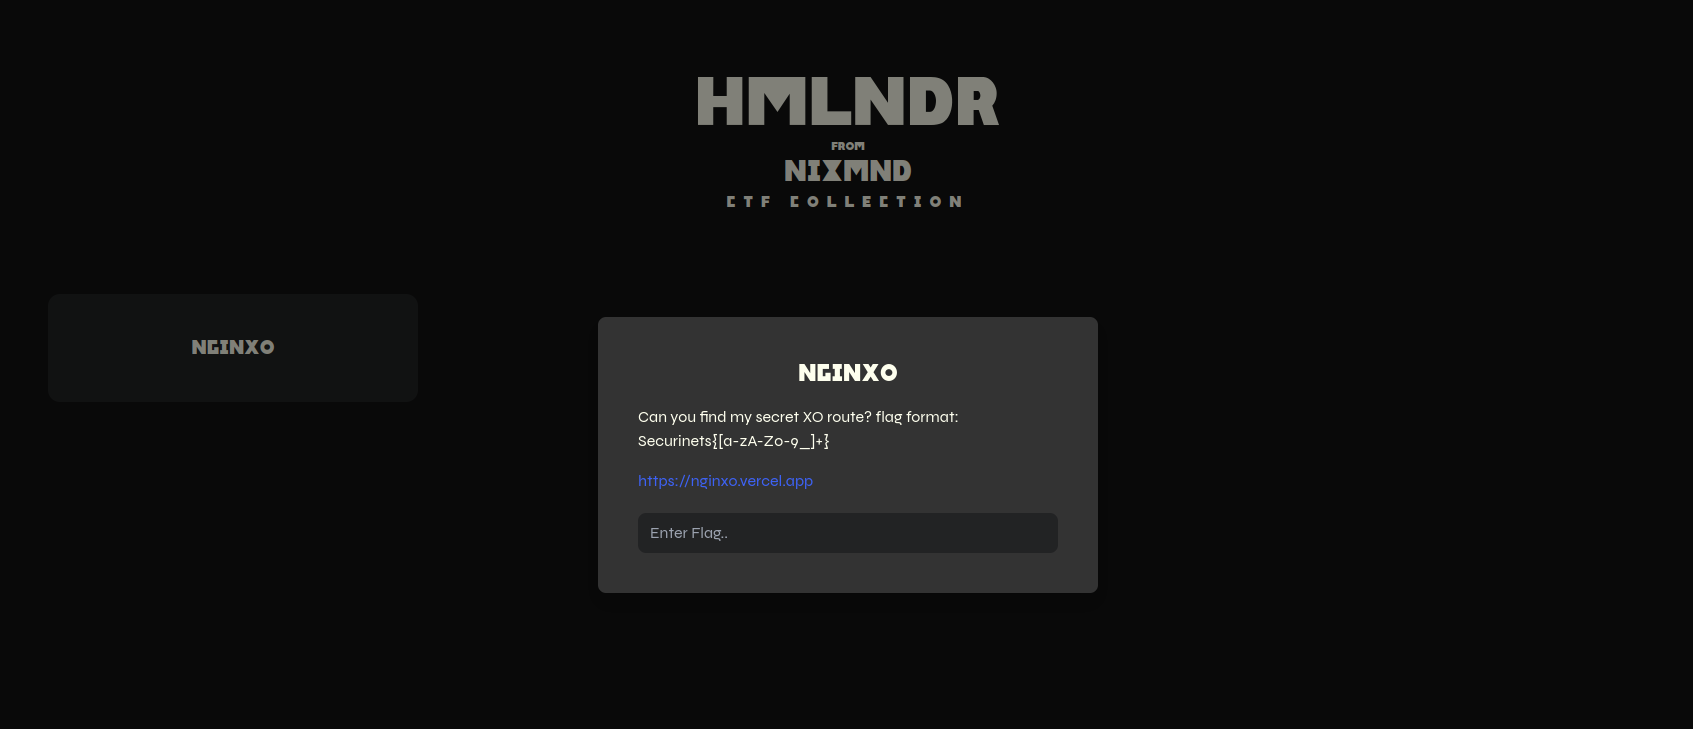 HMLNDR
FROM
NIXMND
CTF COLLECTION
NGINXO
NGINXO
Can you find my secret XO route? flag format:
Securinets{[a-zA-Z0-9_]+}
https://nginxo.vercel.app
Enter Flag..